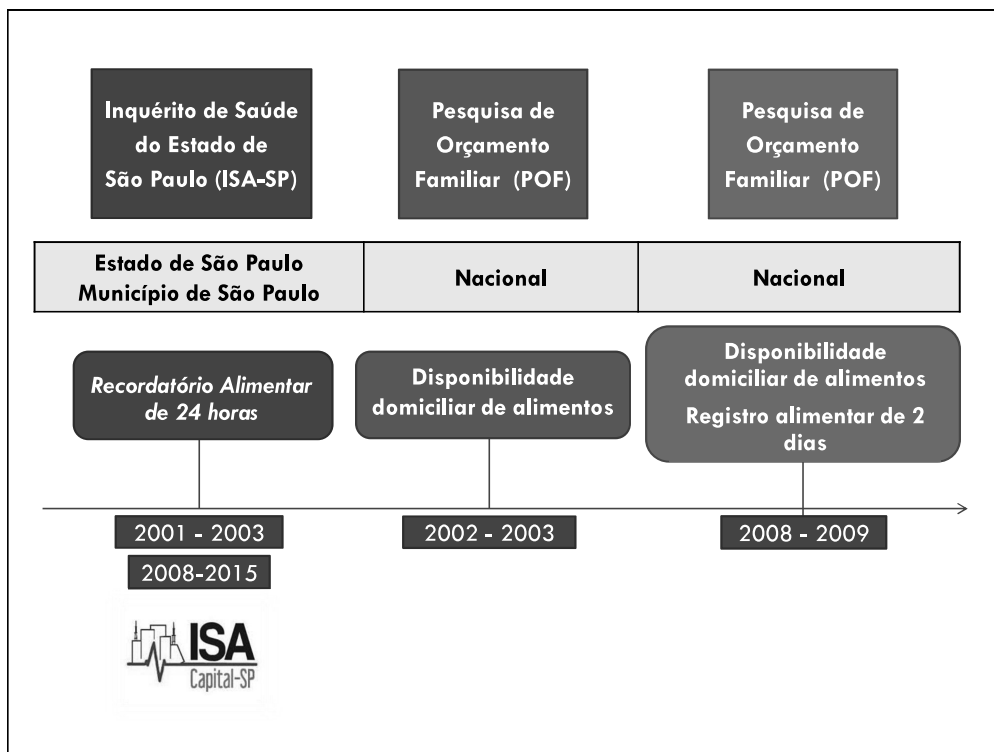 Inquérito de Saúde
do Estado de
São Paulo (ISA-SP)
Pesquisa de
Orçamento
Familiar (POF)
Pesquisa de
Orçamento
Familiar (POF)
Estado de São Paulo
Município de São Paulo
Nacional
Nacional
Recordatório Alimentar
de 24 horas
Disponibilidade
domiciliar de alimentos
Disponibilidade
domiciliar de alimentos
Registro alimentar de 2
dias
2001 - 2003
2008-2015
2002 - 2003
2008 - 2009
ISA
Capital-SP